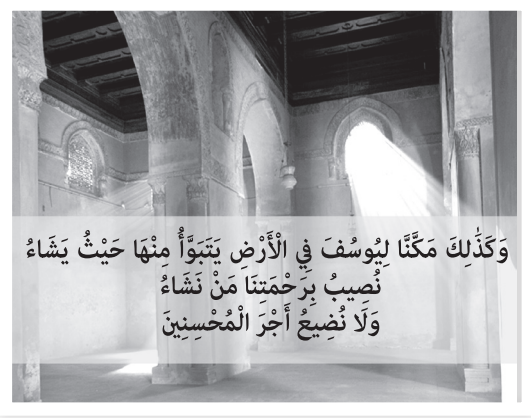 وَكَذَٰلِكَ مَكَّنَّا لِيُوسُفَ فِي الْأَرْضِ يَتَبَوَّأُ مِنْهَا حَيْثُ يَشَاءُ
نُصِيبُ بِرَحْمَتِنَا مَنْ نَشَاءُ
وَلَا نُضِيعُ أَجْرَ الْمُحْسِنِينَ